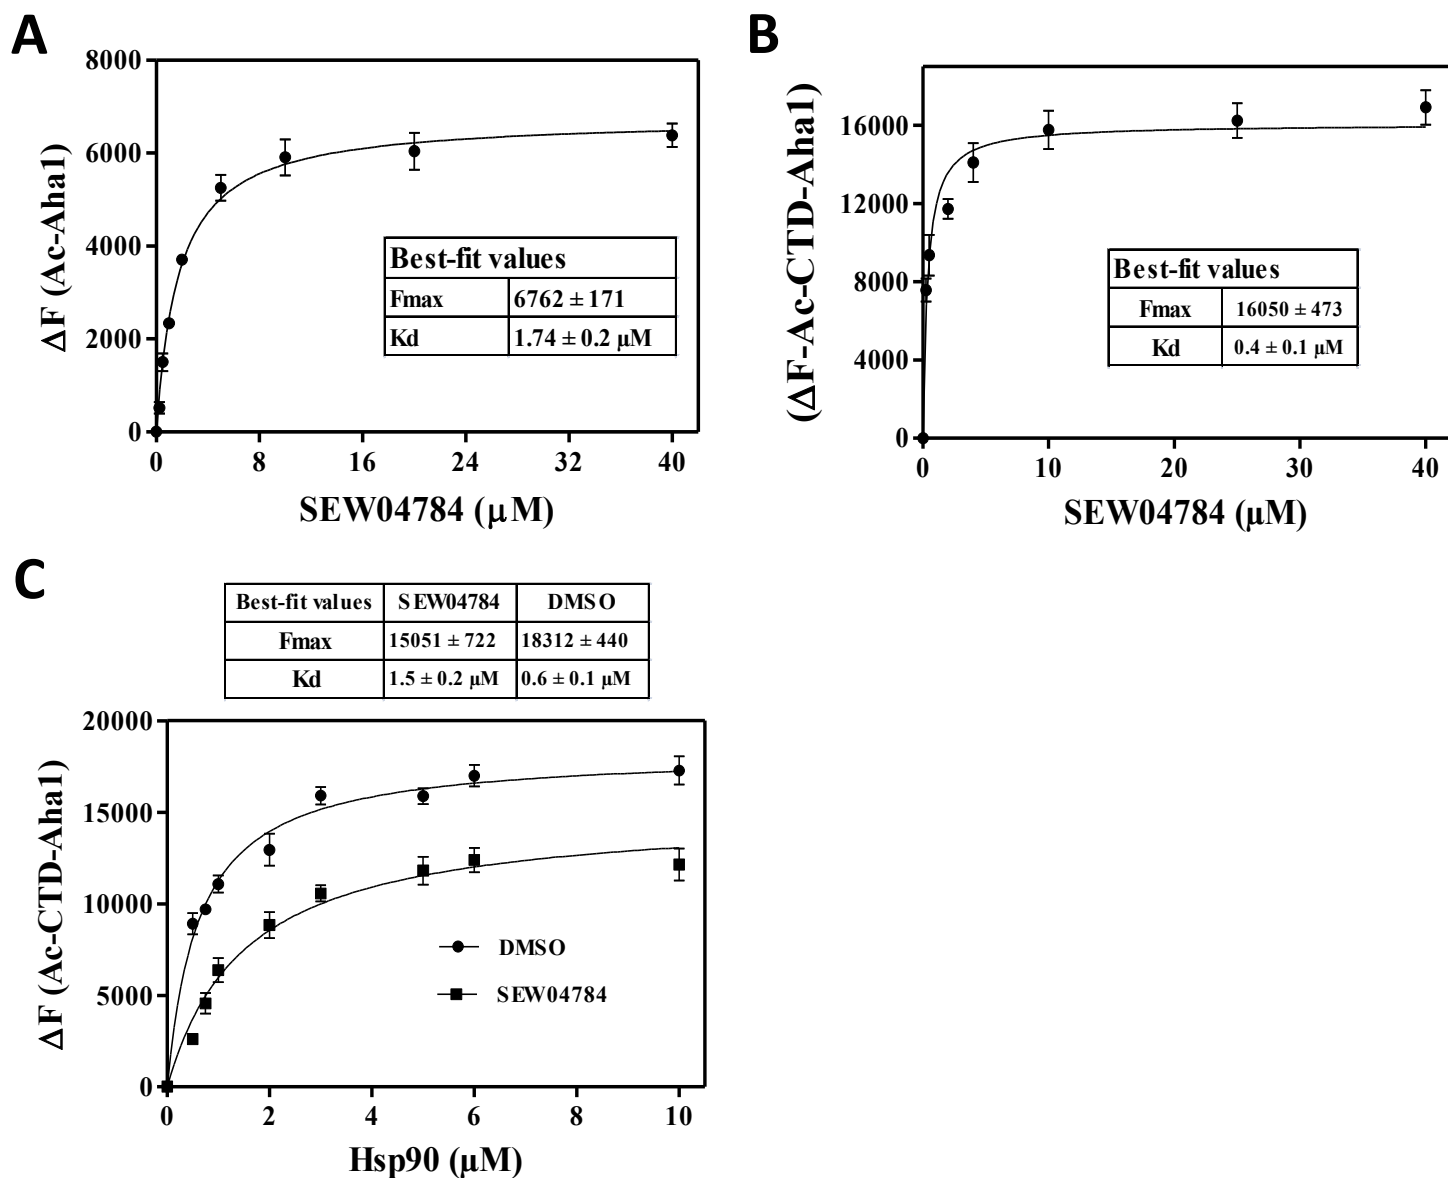 A
8000
6000
4000
2000
0
ΔF (Ac-Aha1)
Best-fit values
Fmax 6762 ± 171
Kd 1.74 ± 0.2 μM
0 8 16 24 32 40
SEW04784 (μM)
B
16000
12000
8000
4000
0
(ΔF-Ac-CTD-Aha1)
Best-fit values
Fmax 16050 ± 473
Kd 0.4 ± 0.1 μM
0 10 20 30 40
SEW04784 (μM)
C
Best-fit values SEW04784 DMSO
Fmax 15051 ± 722 18312 ± 440
Kd 1.5 ± 0.2 μM 0.6 ± 0.1 μM
20000
15000
10000
5000
0
ΔF (Ac-CTD-Aha1)
DMSO
SEW04784
0 2 4 6 8 10
Hsp90 (μM)